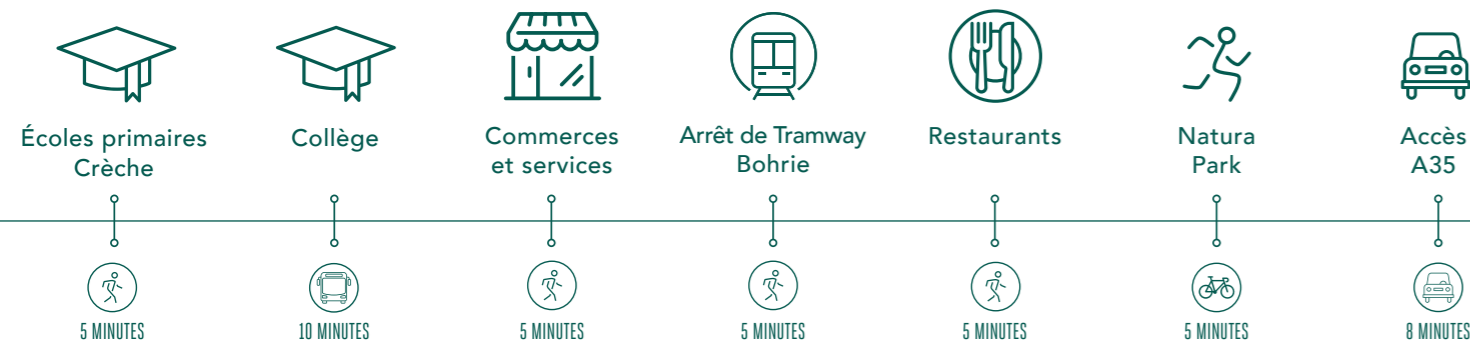 Écoles primaires
Crèche
Collège
Commerces
et services
Arrêt de Tramway
Bohrie
Restaurants
Natura
Park
Accès
A35
5 MINUTES
10 MINUTES
5 MINUTES
5 MINUTES
5 MINUTES
5 MINUTES
8 MINUTES